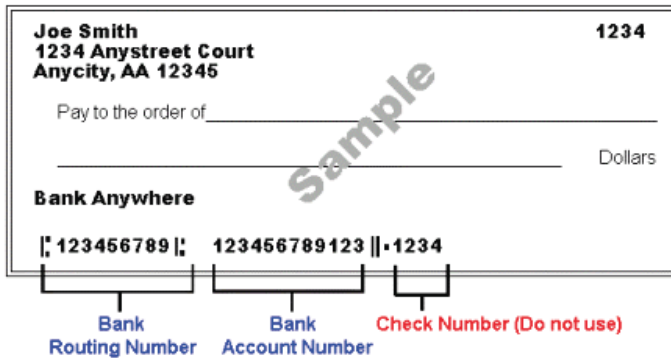 Joe Smith 1234
1234 Anystreet Court
Anycity, AA 12345
Pay to the order of
Sample
Dollars
Bank Anywhere
⑆123456789⑆ 123456789123⑈1234
Bank Routing Number
Bank Account Number
Check Number (Do not use)